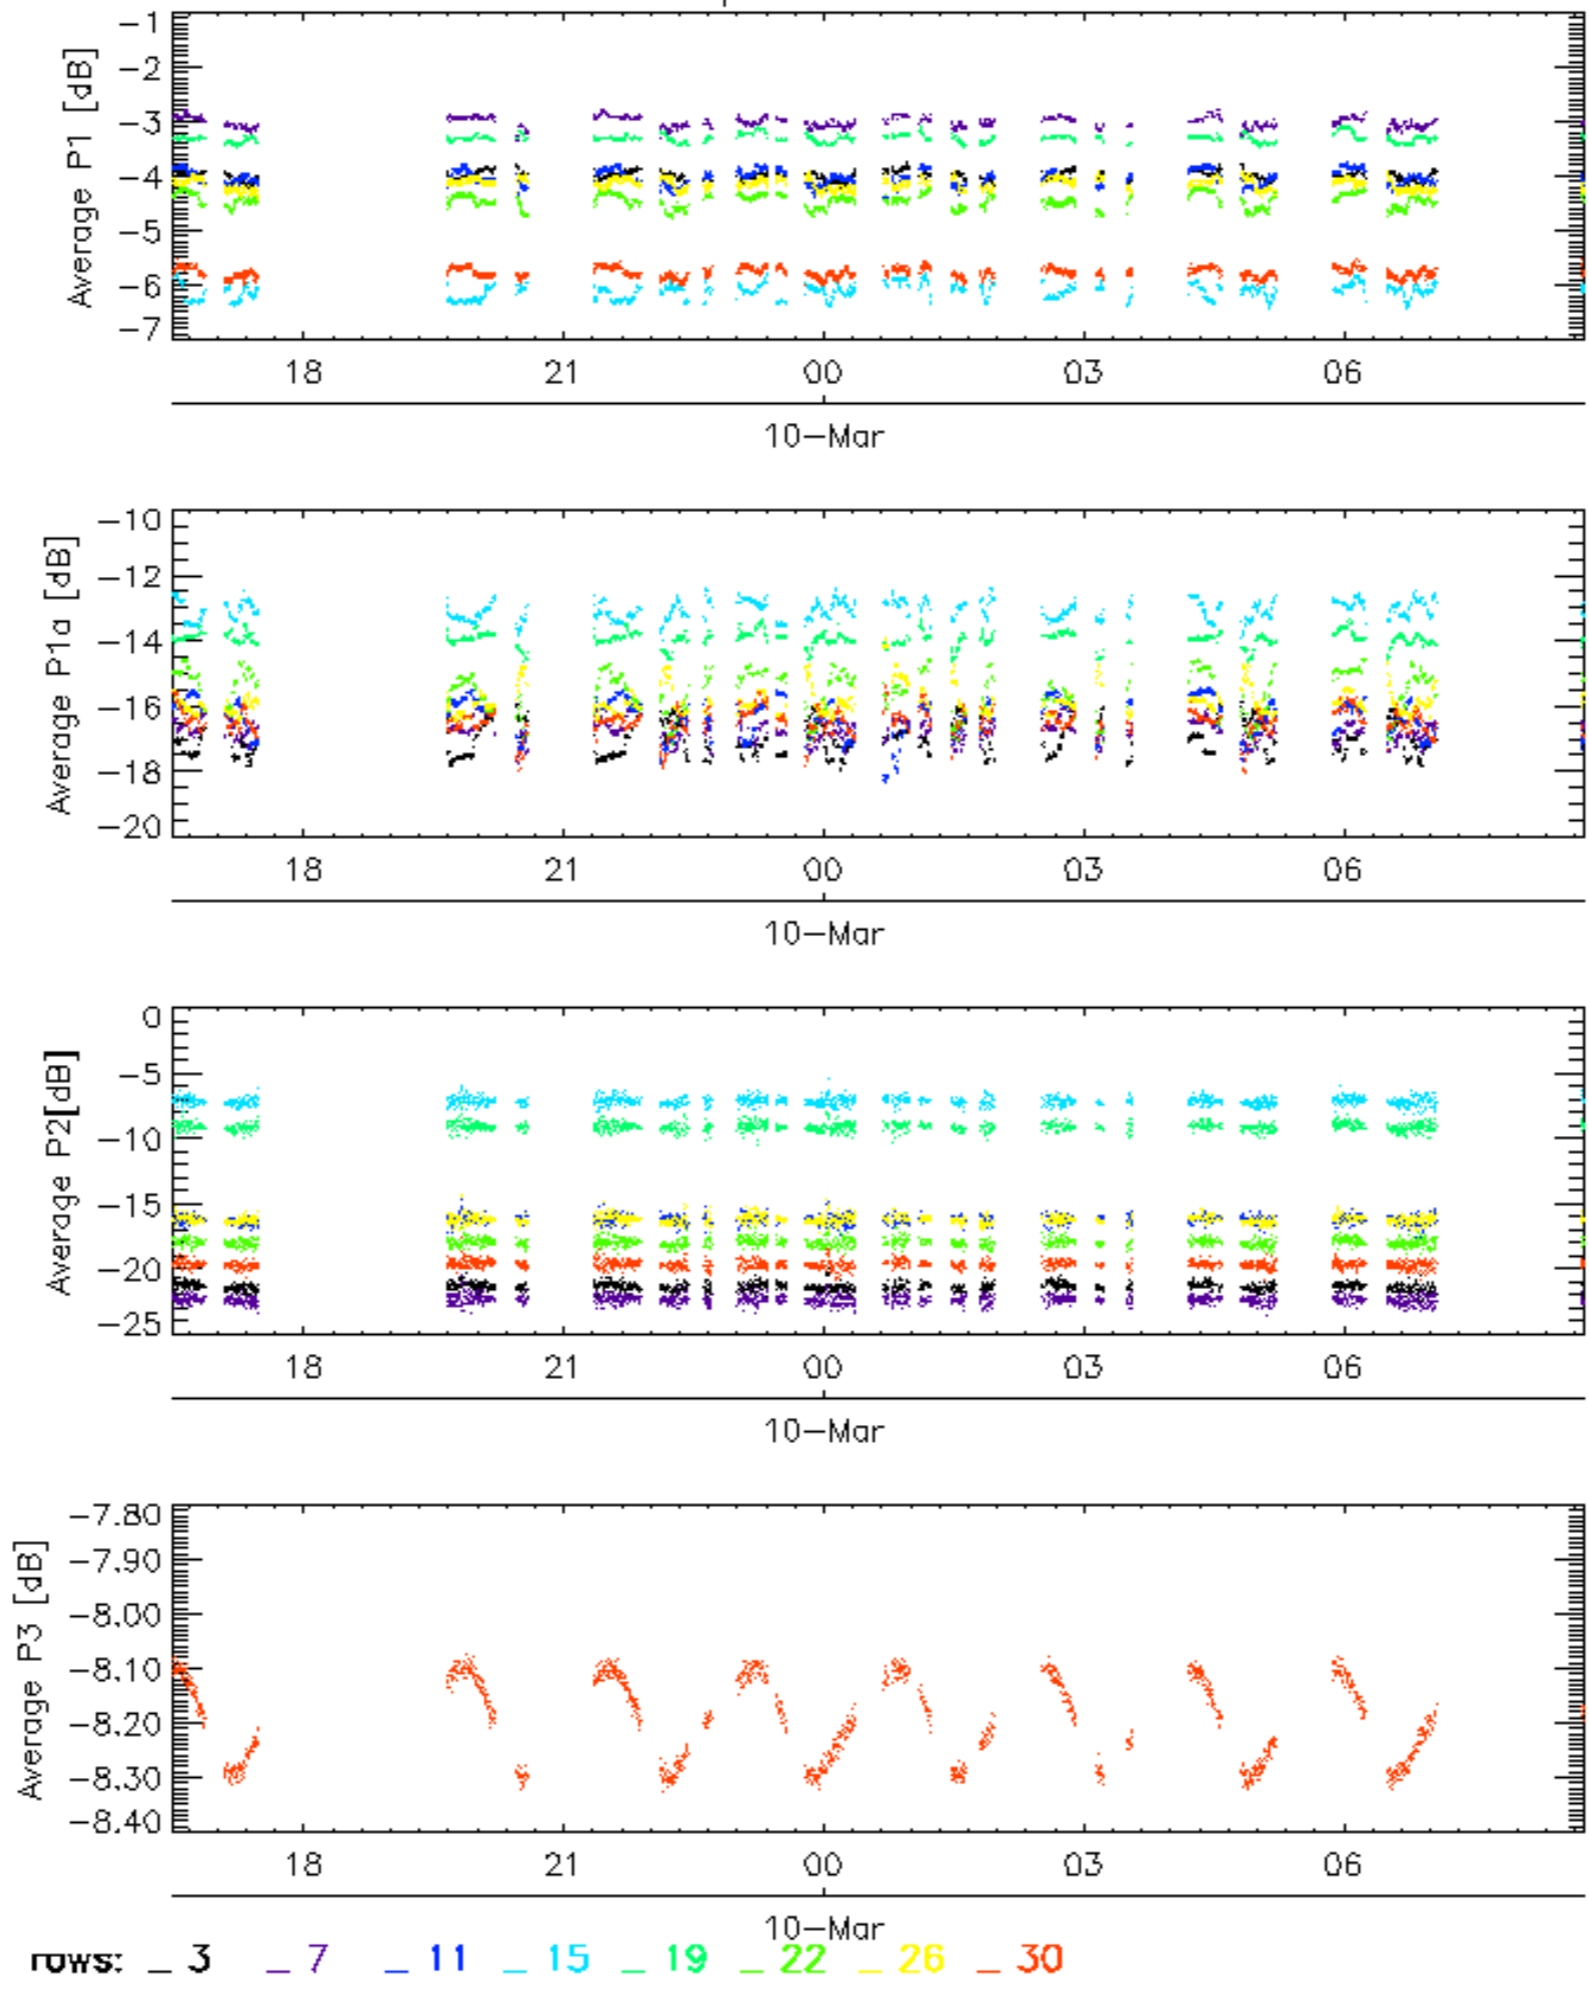 Average P1 [dB]
−1
−2
−3
−4
−5
−6
−7
18 21 00 03 06
10−Mar
Average P1a [dB]
−10
−12
−14
−16
−18
−20
18 21 00 03 06
10−Mar
Average P2[dB]
0
−5
−10
−15
−20
−25
18 21 00 03 06
10−Mar
Average P3 [dB]
−7.80
−7.90
−8.00
−8.10
−8.20
−8.30
−8.40
18 21 00 03 06
10−Mar
rows: _ 3 _ 7 _ 11 _ 15 _ 19 _ 22 _ 26 _ 30